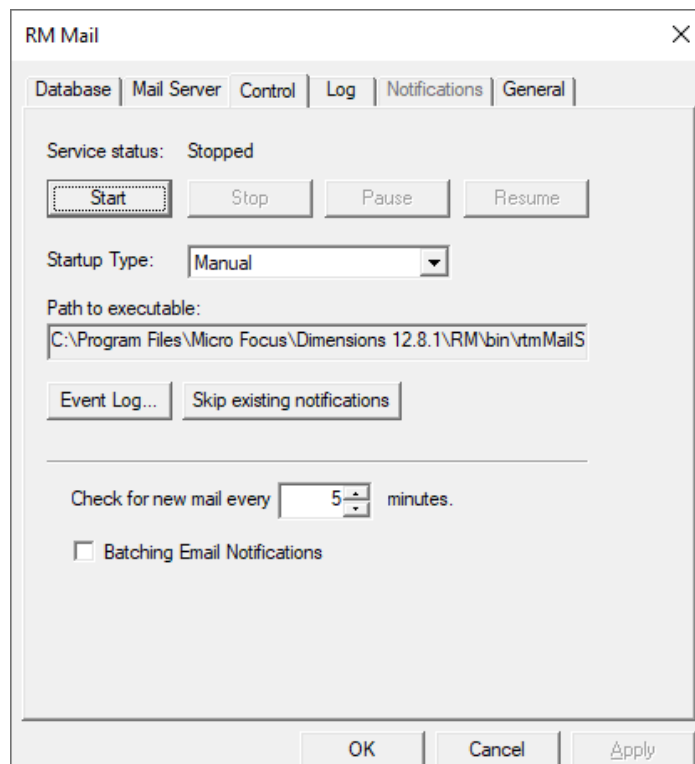 RM Mail
Database Mail Server Control Log Notifications General
Service status: Stopped
Start Stop Pause Resume
Startup Type: Manual
Path to executable:
C:\Program Files\Micro Focus\Dimensions 12.8.1\RM\bin\rtmMailS
Event Log... Skip existing notifications
Check for new mail every 5 minutes.
Batching Email Notifications
OK Cancel Apply